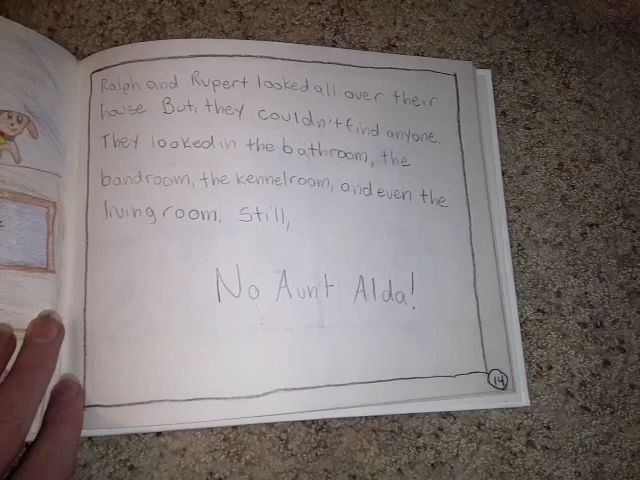 Ralph and Rupert looked all over their
house. But, they couldn't find anyone.
They looked in the bathroom, the
bandroom, the kennelroom, and even the
living room. Still,
No Aunt Alda!
14